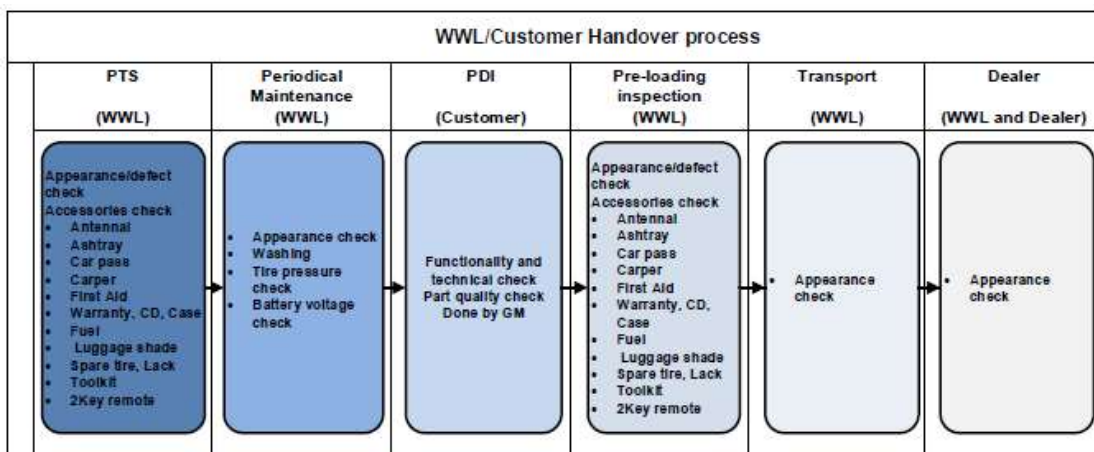 WWL/Customer Handover process
PTS
(WWL)
Periodical
Maintenance
(WWL)
PDI
(Customer)
Pre-loading
inspection
(WWL)
Transport
(WWL)
Dealer
(WWL and Dealer)
Appearance/defect
check
Accessories check
• Antennal
• Ashtray
• Car pass
• Carper
• First Aid
• Warranty, CD, Case
• Fuel
• Luggage shade
• Spare tire, Lack
• Toolkit
• 2Key remote
• Appearance check
• Washing
• Tire pressure
check
• Battery voltage
check
Functionality and
technical check
Part quality check
Done by GM
Appearance/defect
check
Accessories check
• Antennal
• Ashtray
• Car pass
• Carper
• First Aid
• Warranty, CD,
Case
• Fuel
• Luggage shade
• Spare tire, Lack
• Toolkit
• 2Key remote
• Appearance
check
• Appearance
check